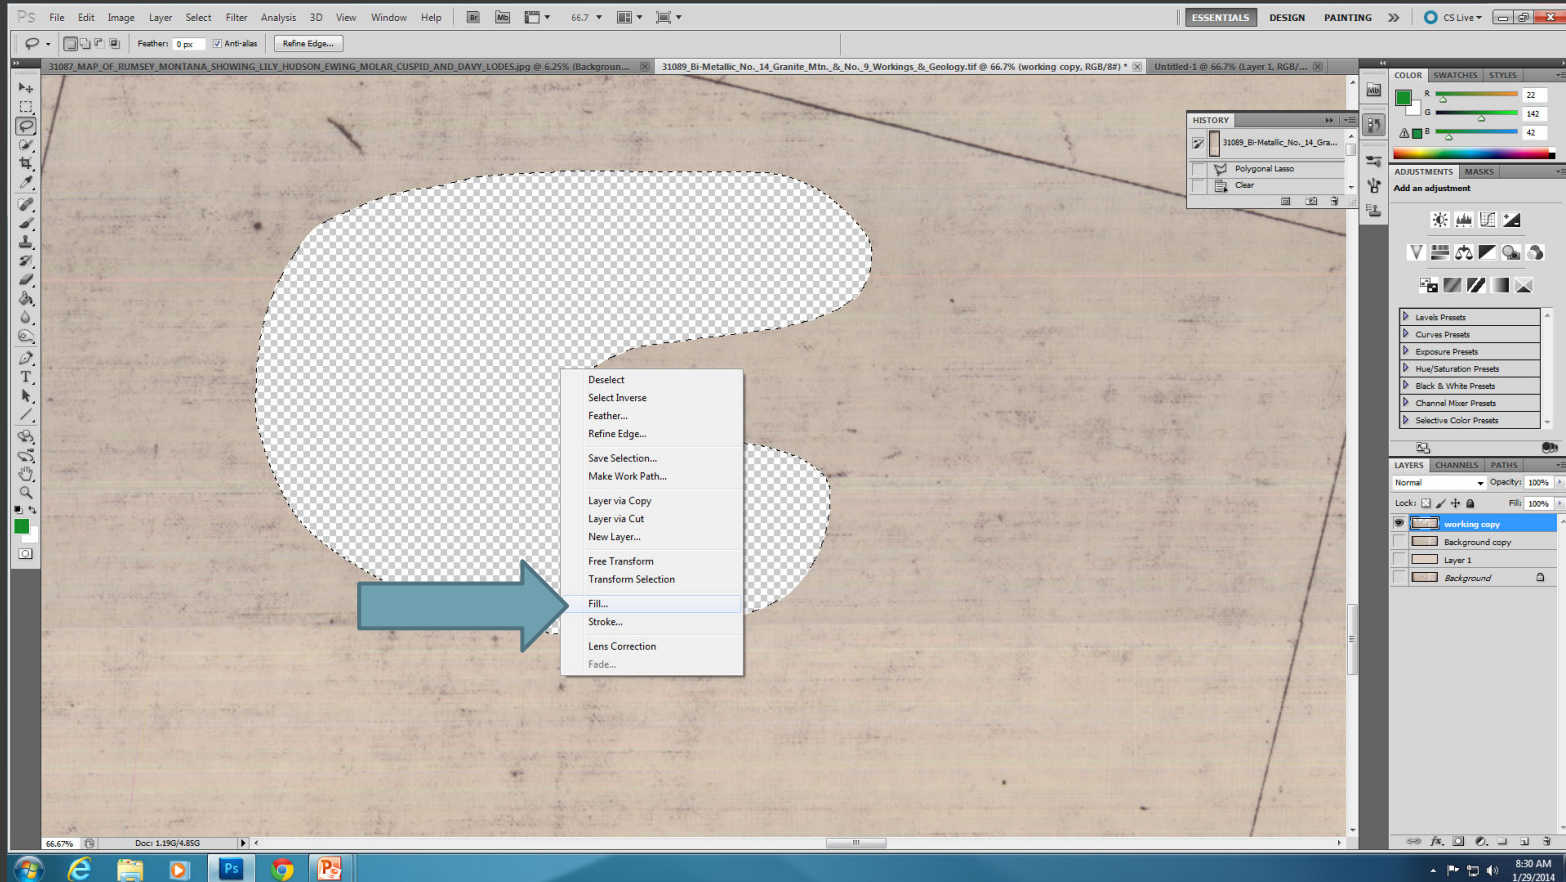 Ps File Edit Image Layer Select Filter Analysis 3D View Window Help Br Mb 66.7 ESSENTIALS DESIGN PAINTING CS Live
Feather: 0 px Anti-alias Refine Edge...
31087_MAP_OF_RUMSEY_MONTANA_SHOWING_LILY_HUDSON_EWING_MOLAR_CUSPID_AND_DAVY_LODES.jpg @ 6.25% (Backgroun... 31089_Bi-Metallic_No._14_Granite_Mtn._&_No._9_Workings_&_Geology.tif @ 66.7% (working copy, RGB/8#) * Untitled-1 @ 66.7% (Layer 1, RGB/...
HISTORY
31089_Bi-Metallic_No._14_Gra...
Polygonal Lasso
Clear
Mb
COLOR SWATCHES STYLES
R 22
G 142
B 42
ADJUSTMENTS MASKS
Add an adjustment
Levels Presets
Curves Presets
Exposure Presets
Hue/Saturation Presets
Black & White Presets
Channel Mixer Presets
Selective Color Presets
LAYERS CHANNELS PATHS
Normal Opacity: 100%
Lock: Fill: 100%
working copy
Background copy
Layer 1
Background
Deselect
Select Inverse
Feather...
Refine Edge...
Save Selection...
Make Work Path...
Layer via Copy
Layer via Cut
New Layer...
Free Transform
Transform Selection
Fill...
Stroke...
Lens Correction
Fade...
66.67% Doc: 1.19G/4.85G
Ps
8:30 AM
1/29/2014